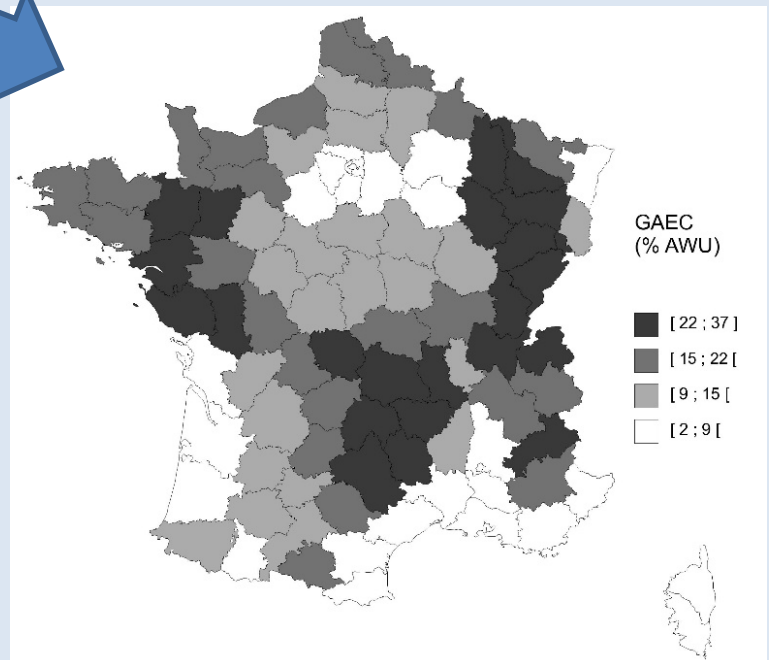 GAEC
(% AWU)
[ 22 ; 37 ]
[ 15 ; 22 [
[ 9 ; 15 [
[ 2 ; 9 [